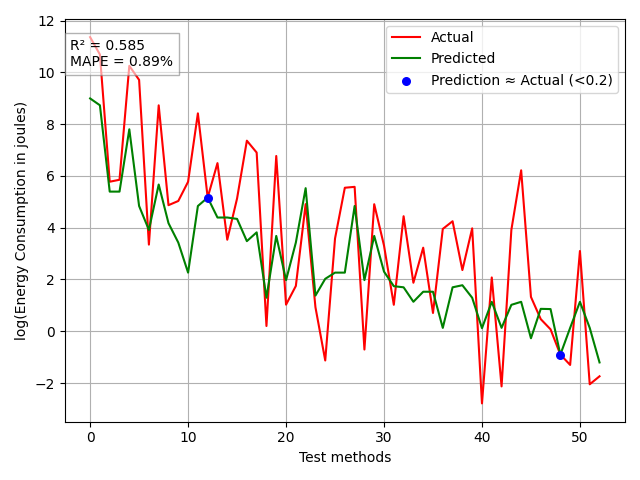 R² = 0.585
MAPE = 0.89%
Actual
Predicted
Prediction ≈ Actual (<0.2)
log(Energy Consumption in joules)
12
10
8
6
4
2
0
−2
0 10 20 30 40 50
Test methods